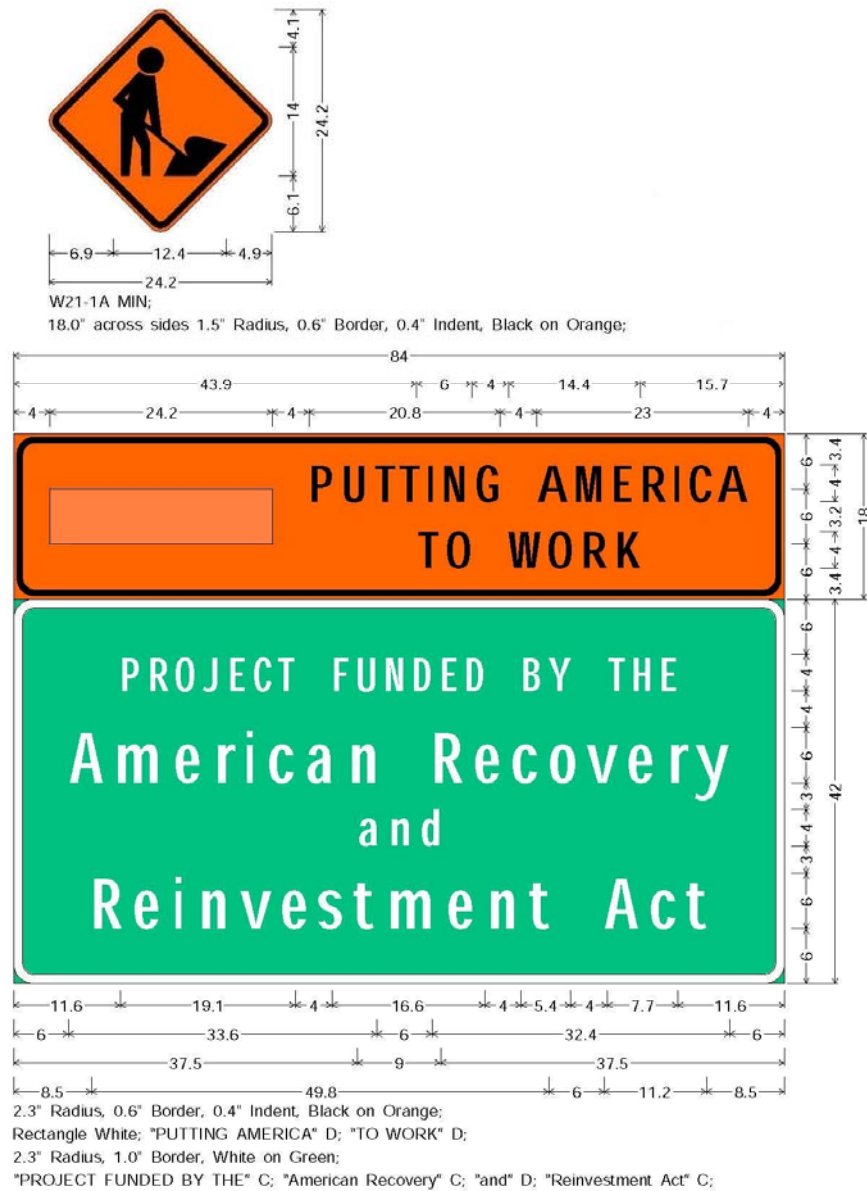 4.1
14
24.2
6.1
6.9 12.4 4.9
24.2
W21-1A MIN;
18.0" across sides 1.5" Radius, 0.6" Border, 0.4" Indent, Black on Orange;
84
43.9 6 4 14.4 15.7
4 24.2 4 20.8 4 23 4
PUTTING AMERICA
TO WORK
6 6 6
3.4 4 3.2 4 3.4
18
PROJECT FUNDED BY THE
American Recovery
and
Reinvestment Act
6 4 4 6 3 4 3 6 6
42
11.6 19.1 4 16.6 4 5.4 4 7.7 11.6
6 33.6 6 32.4 6
37.5 9 37.5
8.5 49.8 6 11.2 8.5
2.3" Radius, 0.6" Border, 0.4" Indent, Black on Orange;
Rectangle White; "PUTTING AMERICA" D; "TO WORK" D;
2.3" Radius, 1.0" Border, White on Green;
"PROJECT FUNDED BY THE" C; "American Recovery" C; "and" D; "Reinvestment Act" C;